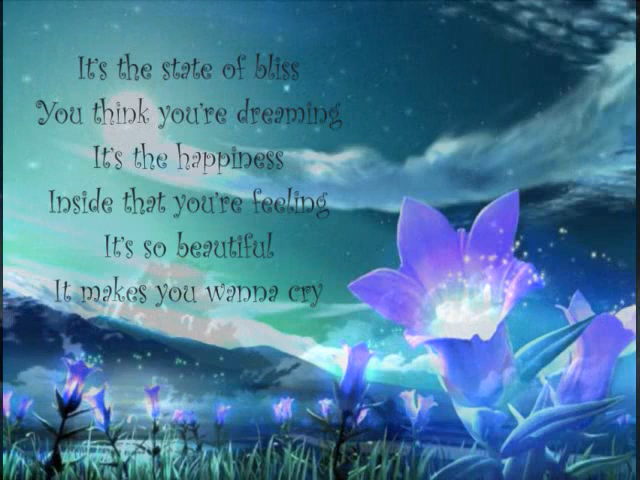 It's the state of bliss
You think you're dreaming
It's the happiness
Inside that you're feeling
It's so beautiful
It makes you wanna cry